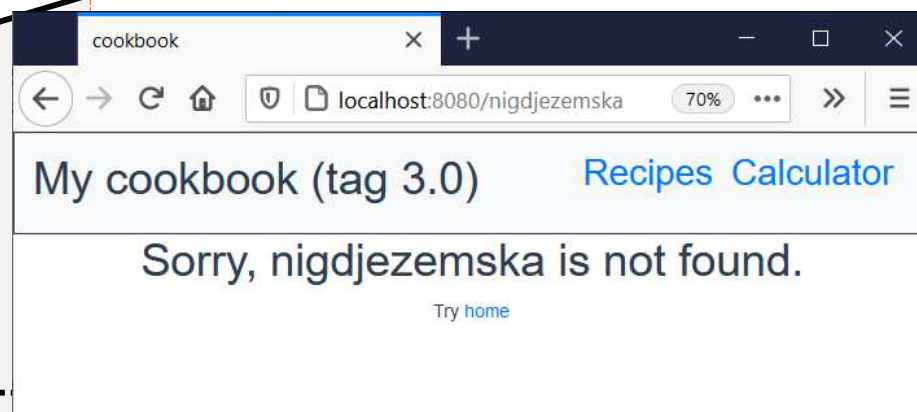 cookbook
localhost:8080/nigdjezemska 70%
My cookbook (tag 3.0) Recipes Calculator
Sorry, nigdjezemska is not found.
Try home